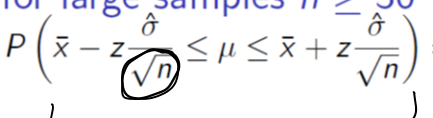 for large samples n ≥ 30
P ( x̄ − z σ̂/√n ≤ μ ≤ x̄ + z σ̂/√n ) =